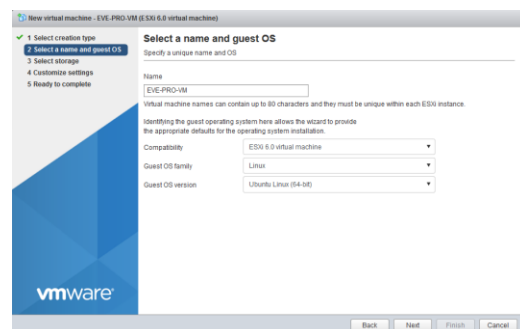 New virtual machine - EVE-PRO-VM (ESXi 6.0 virtual machine)
1 Select creation type
2 Select a name and guest OS
3 Select storage
4 Customize settings
5 Ready to complete
Select a name and guest OS
Specify a unique name and OS
Name
EVE-PRO-VM
Virtual machine names can contain up to 80 characters and they must be unique within each ESXi instance.
Identifying the guest operating system here allows the wizard to provide
the appropriate defaults for the operating system installation.
Compatibility
ESXi 6.0 virtual machine
Guest OS family
Linux
Guest OS version
Ubuntu Linux (64-bit)
vmware
Back
Next
Finish
Cancel